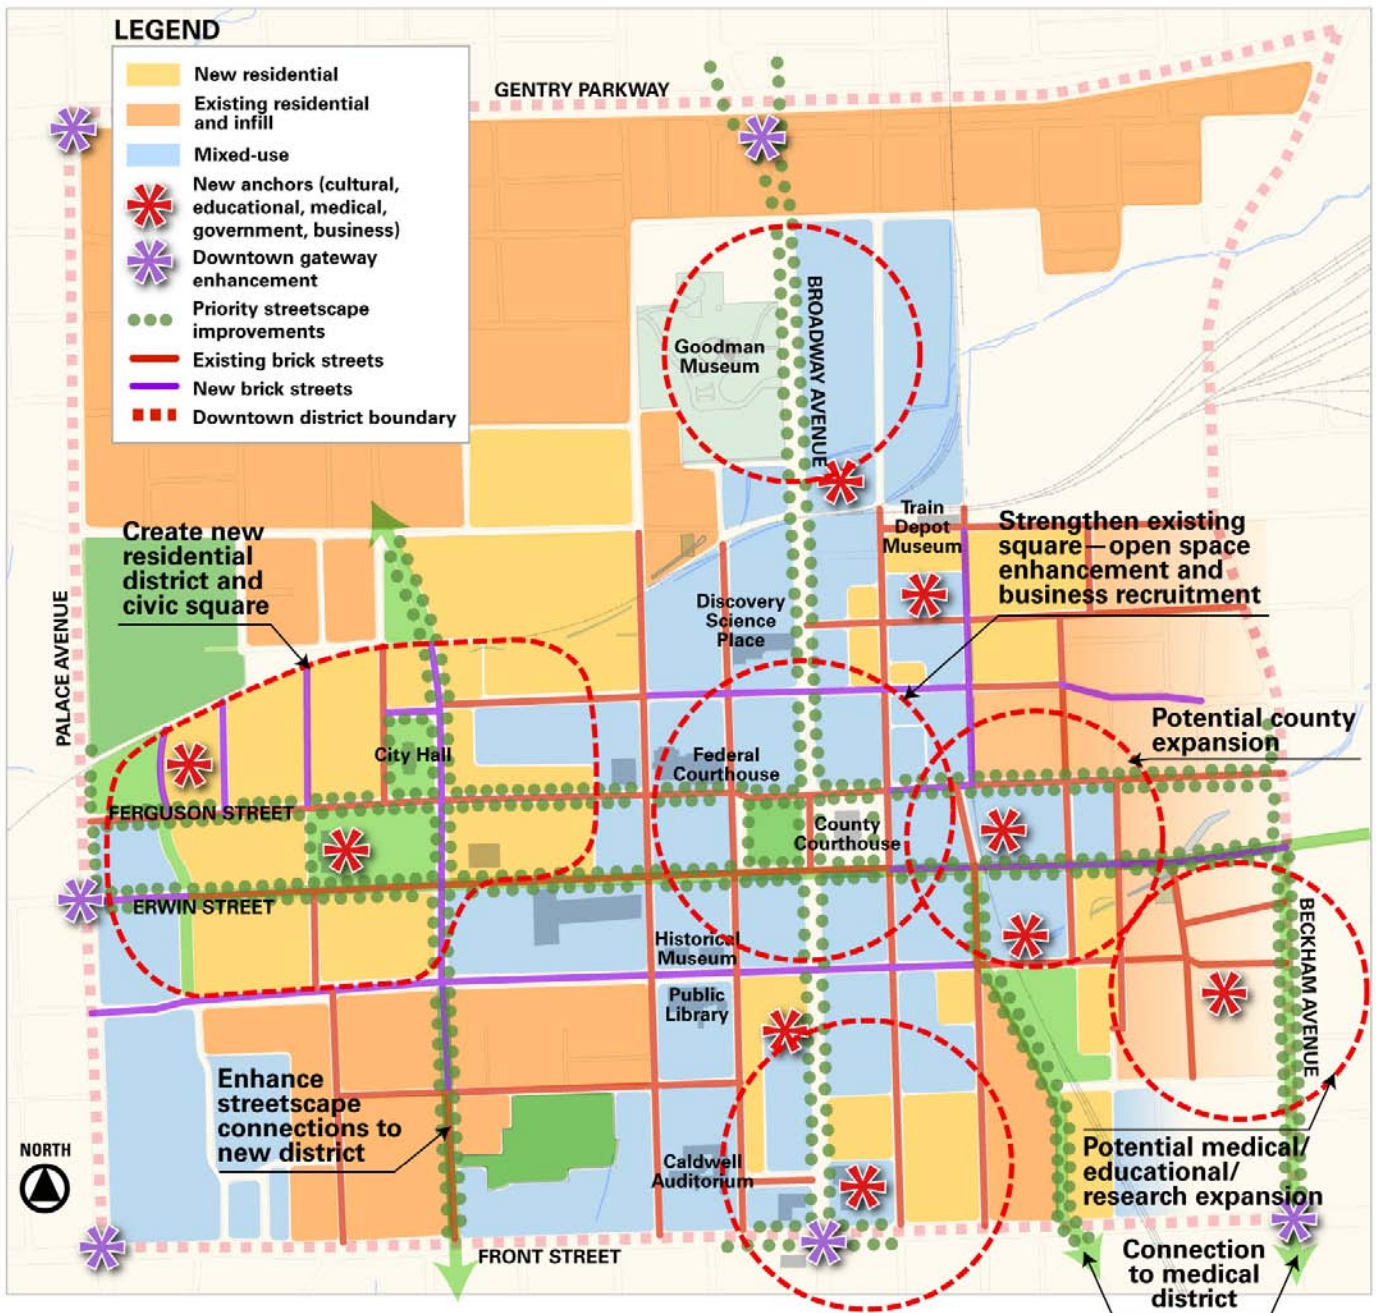 LEGEND
New residential
Existing residential
and infill
Mixed-use
New anchors (cultural,
educational, medical,
government, business)
Downtown gateway
enhancement
Priority streetscape
improvements
Existing brick streets
New brick streets
Downtown district boundary
GENTRY PARKWAY
BROADWAY AVENUE
Goodman
Museum
Train
Depot
Museum
Strengthen existing
square—open space
enhancement and
business recruitment
Create new
residential
district and
civic square
PALACE AVENUE
Discovery
Science
Place
Potential county
expansion
City Hall
Federal
Courthouse
FERGUSON STREET
County
Courthouse
ERWIN STREET
BECKHAM AVENUE
Historical
Museum
Public
Library
Enhance
streetscape
connections to
new district
NORTH
Caldwell
Auditorium
Potential medical/
educational/
research expansion
FRONT STREET
Connection
to medical
district